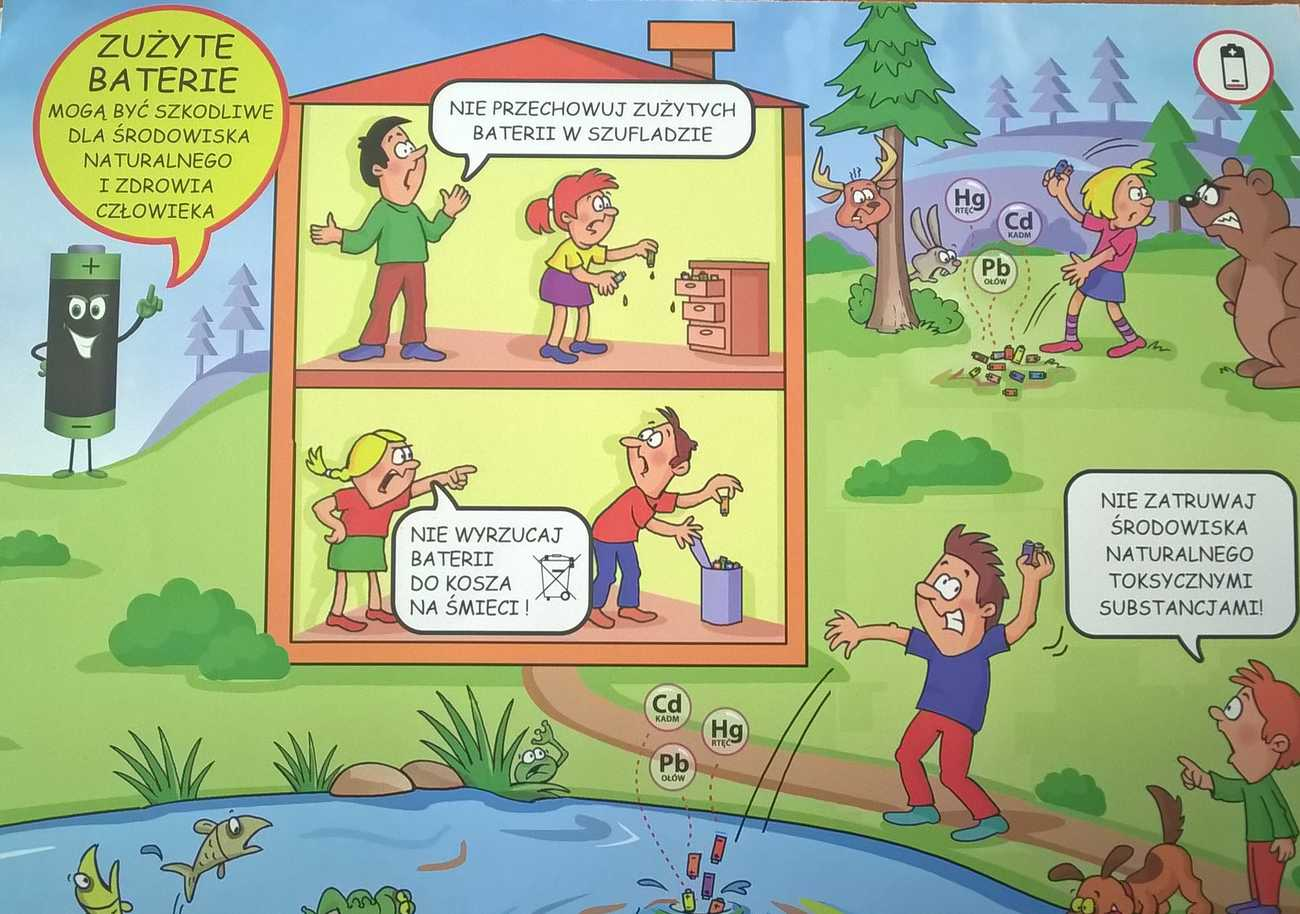 ZUŻYTE
BATERIE
MOGĄ BYĆ SZKODLIWE
DLA ŚRODOWISKA
NATURALNEGO
I ZDROWIA
CZŁOWIEKA
NIE PRZECHOWUJ ZUŻYTYCH
BATERII W SZUFLADZIE
Hg
RTĘĆ
Cd
KADM
Pb
OŁÓW
NIE WYRZUCAJ
BATERII
DO KOSZA
NA ŚMIECI !
NIE ZATRUWAJ
ŚRODOWISKA
NATURALNEGO
TOKSYCZNYMI
SUBSTANCJAMI!
Cd
KADM
Hg
RTĘĆ
Pb
OŁÓW